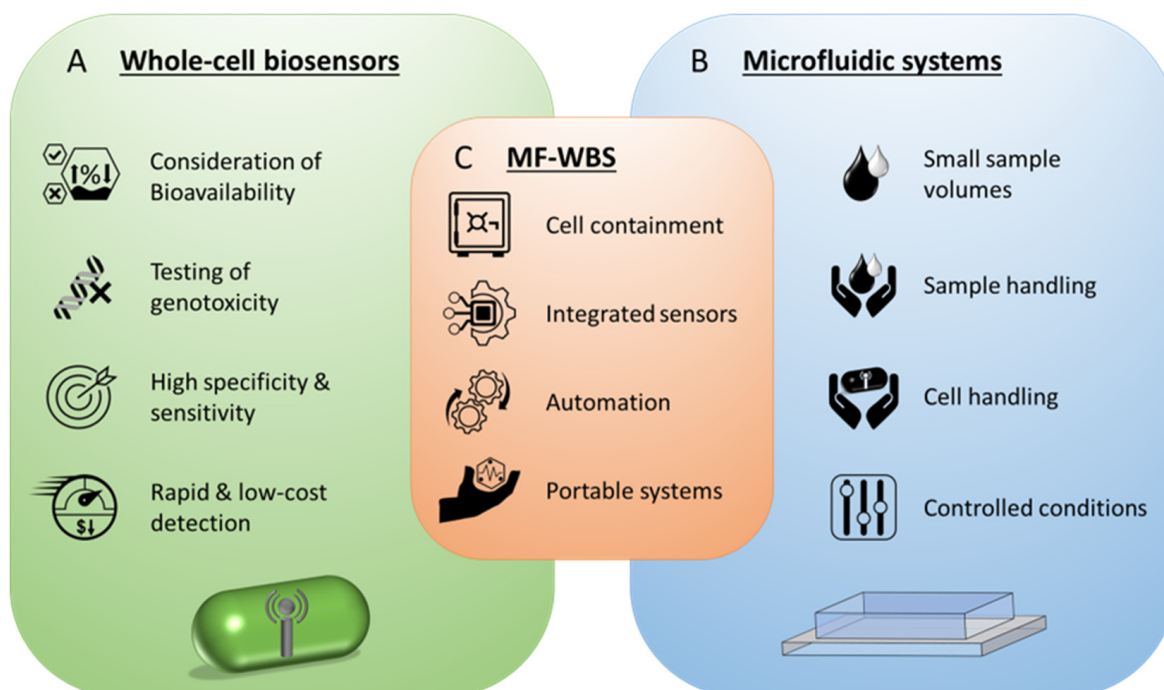 A Whole-cell biosensors
Consideration of
Bioavailability
Testing of
genotoxicity
High specificity &
sensitivity
Rapid & low-cost
detection
C MF-WBS
Cell containment
Integrated sensors
Automation
Portable systems
B Microfluidic systems
Small sample
volumes
Sample handling
Cell handling
Controlled conditions
%
$